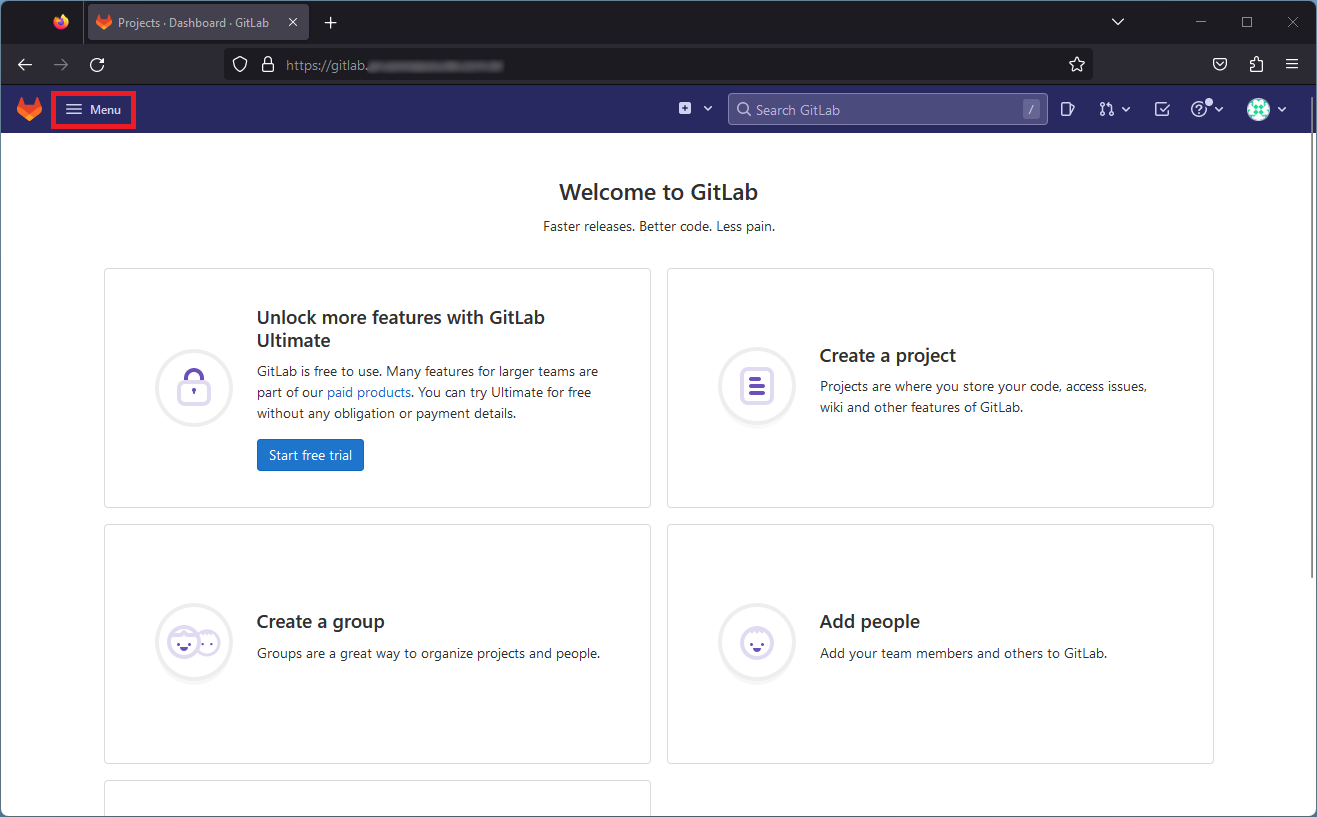 Projects · Dashboard · GitLab
https://gitlab.
Menu
Search GitLab
/
Welcome to GitLab
Faster releases. Better code. Less pain.
Unlock more features with GitLab
Ultimate
GitLab is free to use. Many features for larger teams are
part of our paid products. You can try Ultimate for free
without any obligation or payment details.
Start free trial
Create a project
Projects are where you store your code, access issues,
wiki and other features of GitLab.
Create a group
Groups are a great way to organize projects and people.
Add people
Add your team members and others to GitLab.